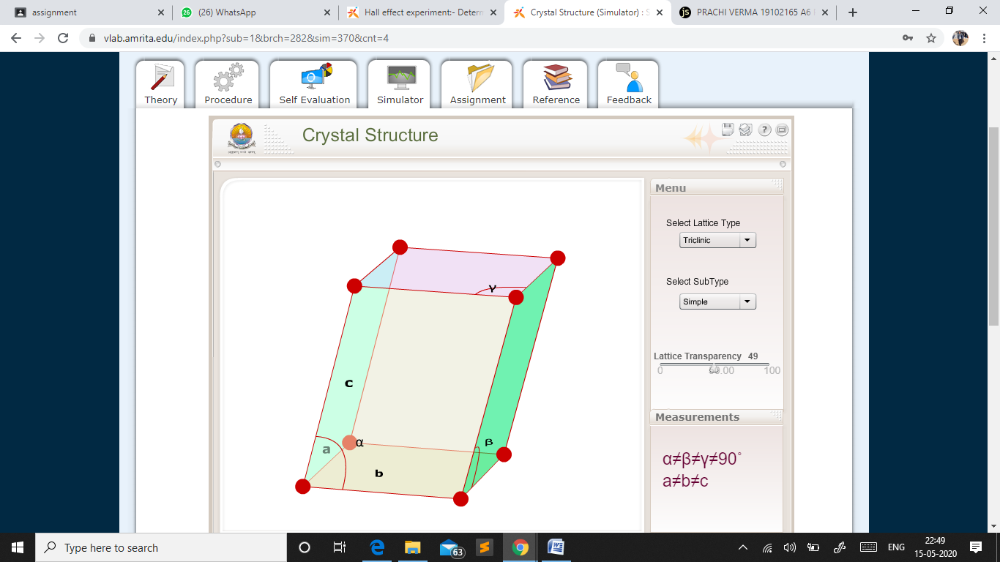 assignment
(26) WhatsApp
Hall effect experiment:- Determ
Crystal Structure (Simulator) : S
PRACHI VERMA 19102165 A6
vlab.amrita.edu/index.php?sub=1&brch=282&sim=370&cnt=4
Theory
Procedure
Self Evaluation
Simulator
Assignment
Reference
Feedback
Crystal Structure
Menu
Select Lattice Type
Triclinic
Select SubType
Simple
Lattice Transparency 49
0
100
γ
c
a
α
β
b
Measurements
α≠β≠γ≠90°
a≠b≠c
Type here to search
63
ENG
22:49
15-05-2020